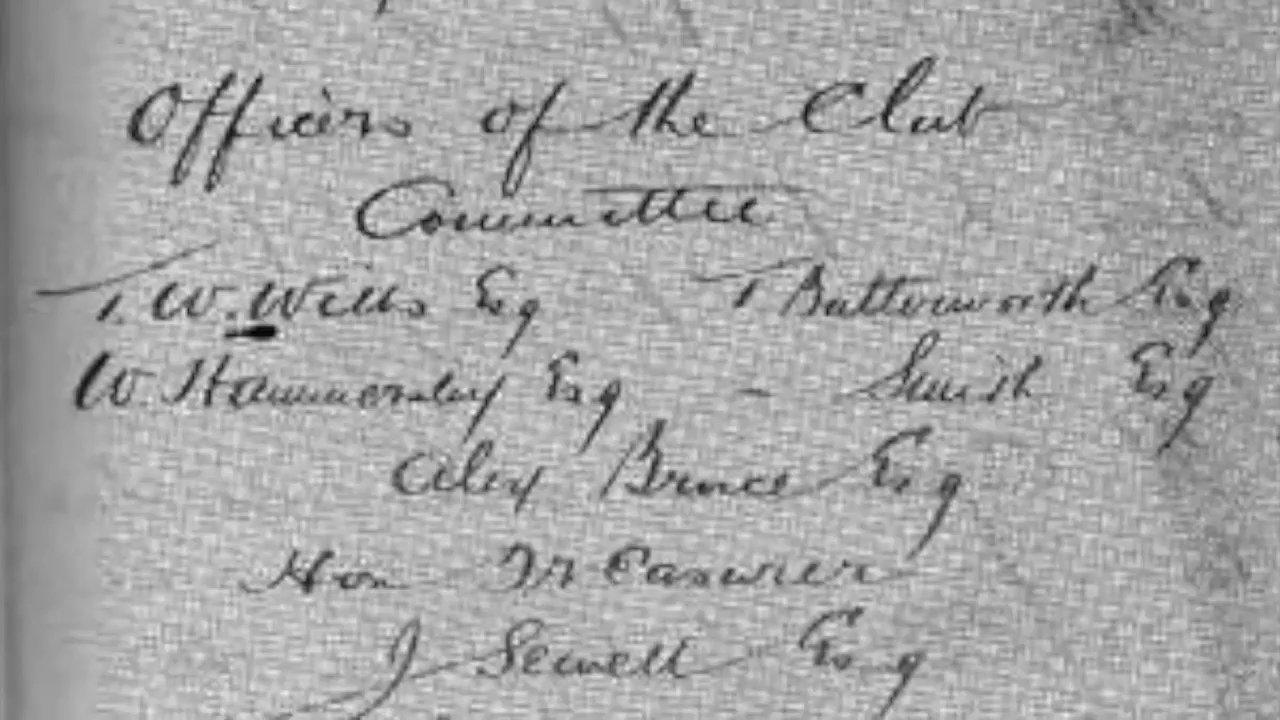 Officers of the Club
Committee
T. W. Wills Esq T Butterworth Esq
W. Hammersley Esq - Smith Esq
Alex Bruce Esq
Hon Treasurer
J Sewell Esq